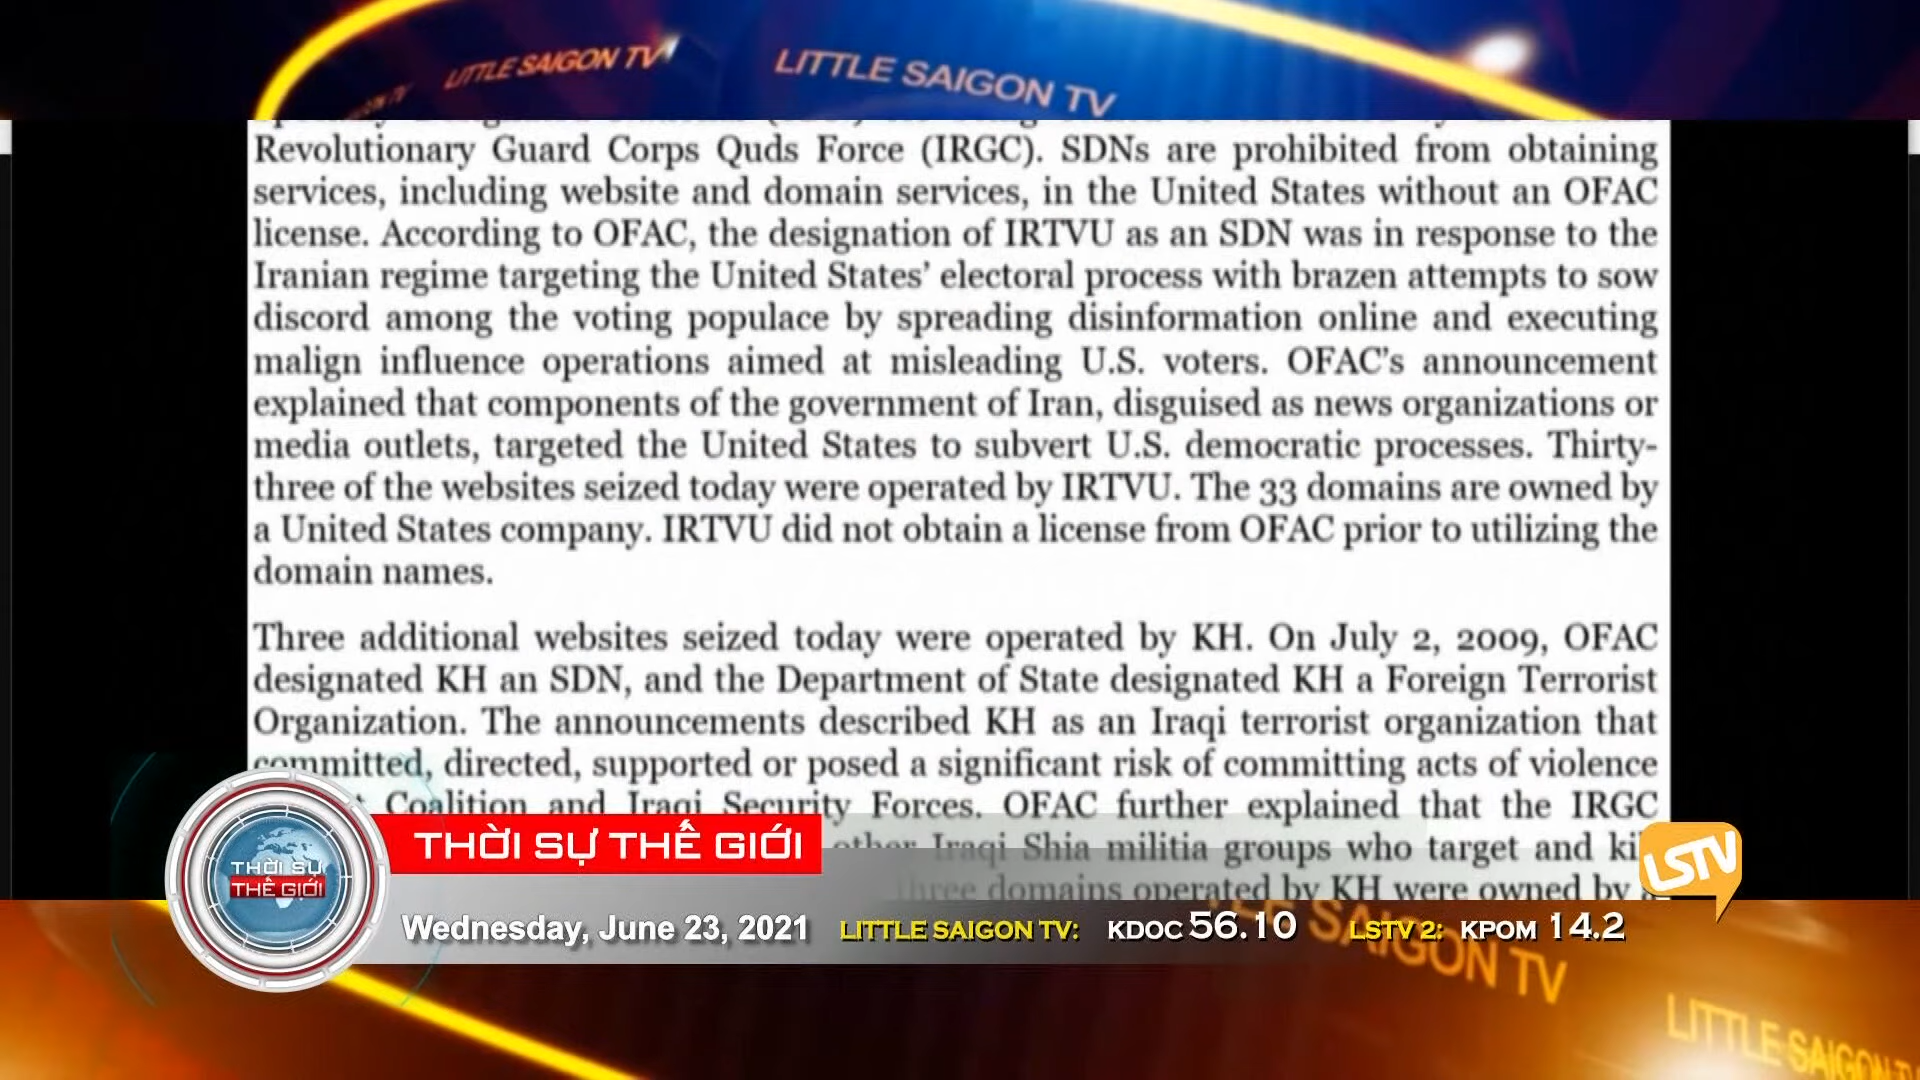 LITTLE SAIGON TV
LITTLE SAIGON TV
Revolutionary Guard Corps Quds Force (IRGC). SDNs are prohibited from obtaining
services, including website and domain services, in the United States without an OFAC
license. According to OFAC, the designation of IRTVU as an SDN was in response to the
Iranian regime targeting the United States’ electoral process with brazen attempts to sow
discord among the voting populace by spreading disinformation online and executing
malign influence operations aimed at misleading U.S. voters. OFAC’s announcement
explained that components of the government of Iran, disguised as news organizations or
media outlets, targeted the United States to subvert U.S. democratic processes. Thirty-
three of the websites seized today were operated by IRTVU. The 33 domains are owned by
a United States company. IRTVU did not obtain a license from OFAC prior to utilizing the
domain names.
Three additional websites seized today were operated by KH. On July 2, 2009, OFAC
designated KH an SDN, and the Department of State designated KH a Foreign Terrorist
Organization. The announcements described KH as an Iraqi terrorist organization that
committed, directed, supported or posed a significant risk of committing acts of violence
Coalition and Iraqi Security Forces. OFAC further explained that the IRGC
other Iraqi Shia militia groups who target and
three domains operated by KH were owned by a
THỜI SỰ THẾ GIỚI
THỜI SỰ
THẾ GIỚI
LSTV
Wednesday, June 23, 2021 LITTLE SAIGON TV: KDOC 56.10 LSTV 2: KPOM 14.2
SAIGON TV
LITTLE SAIGON